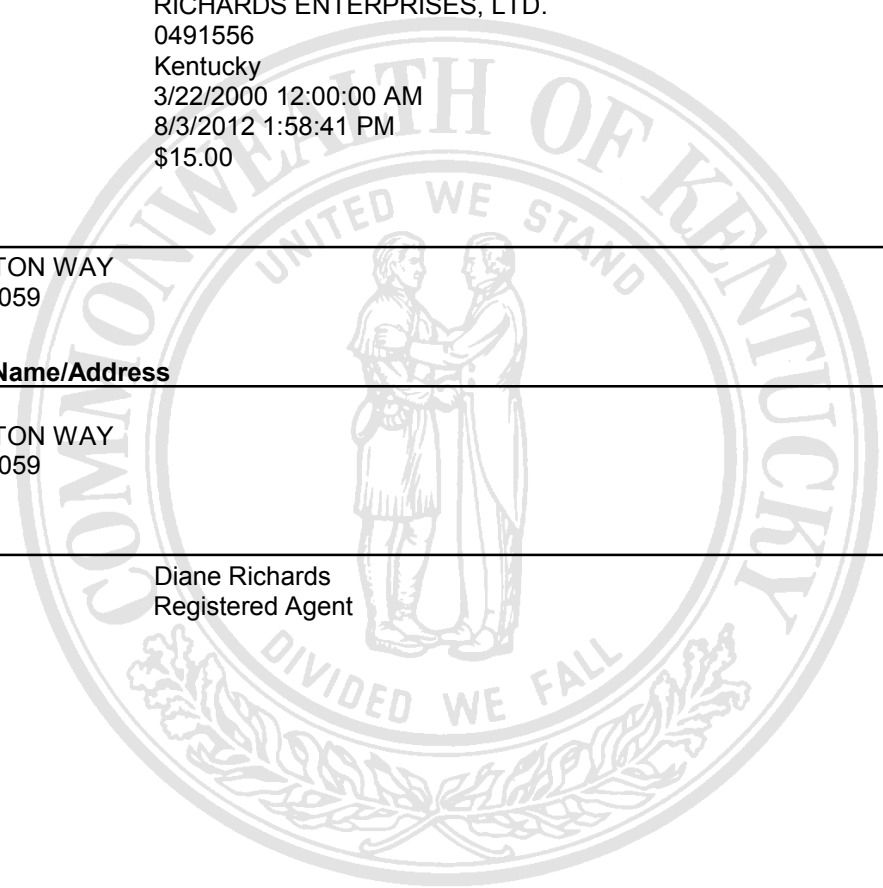 RICHARDS ENTERPRISES, LTD.
0491556
Kentucky
3/22/2000 12:00:00 AM
8/3/2012 1:58:41 PM
$15.00
TON WAY
059
Name/Address
TON WAY
059
Diane Richards
Registered Agent
COMMONWEALTH OF KENTUCKY
UNITED WE STAND
DIVIDED WE FALL